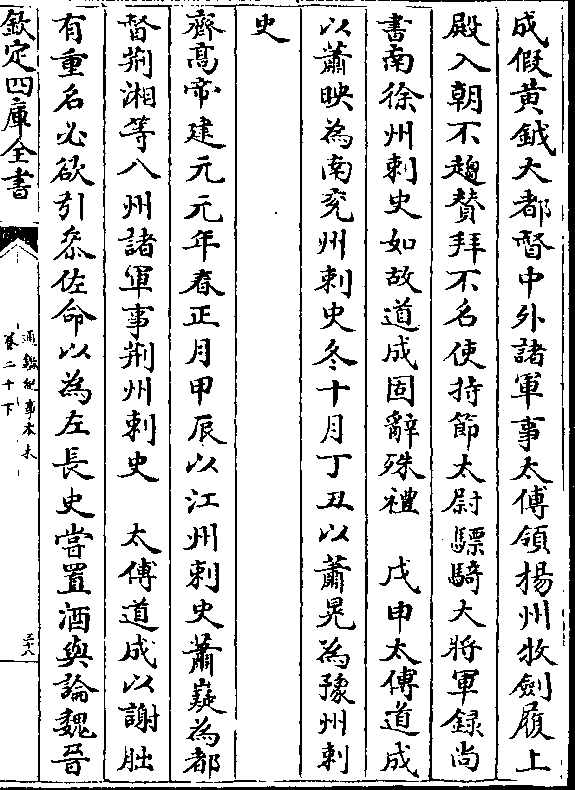 成假黄鉞大都督中外諸軍事太傅領揚州牧劍履上
殿入朝不趨贊拜不名使持節太尉驃騎大將軍録尚
書南徐州刺史如故道成固辭殊禮　戊申太傅道成
以蕭映為南兖州刺史冬十月丁丑以蕭晃為豫州刺
史
齊髙帝建元元年春正月甲辰以江州刺史蕭嶷為都
督荆湘等八州諸軍事荆州刺史　太傅道成以謝朏
有重名必欲引參佐命以為左長史嘗置酒與論魏晉
欽定四庫全書
通鑑紀事本末
卷二十下
三八